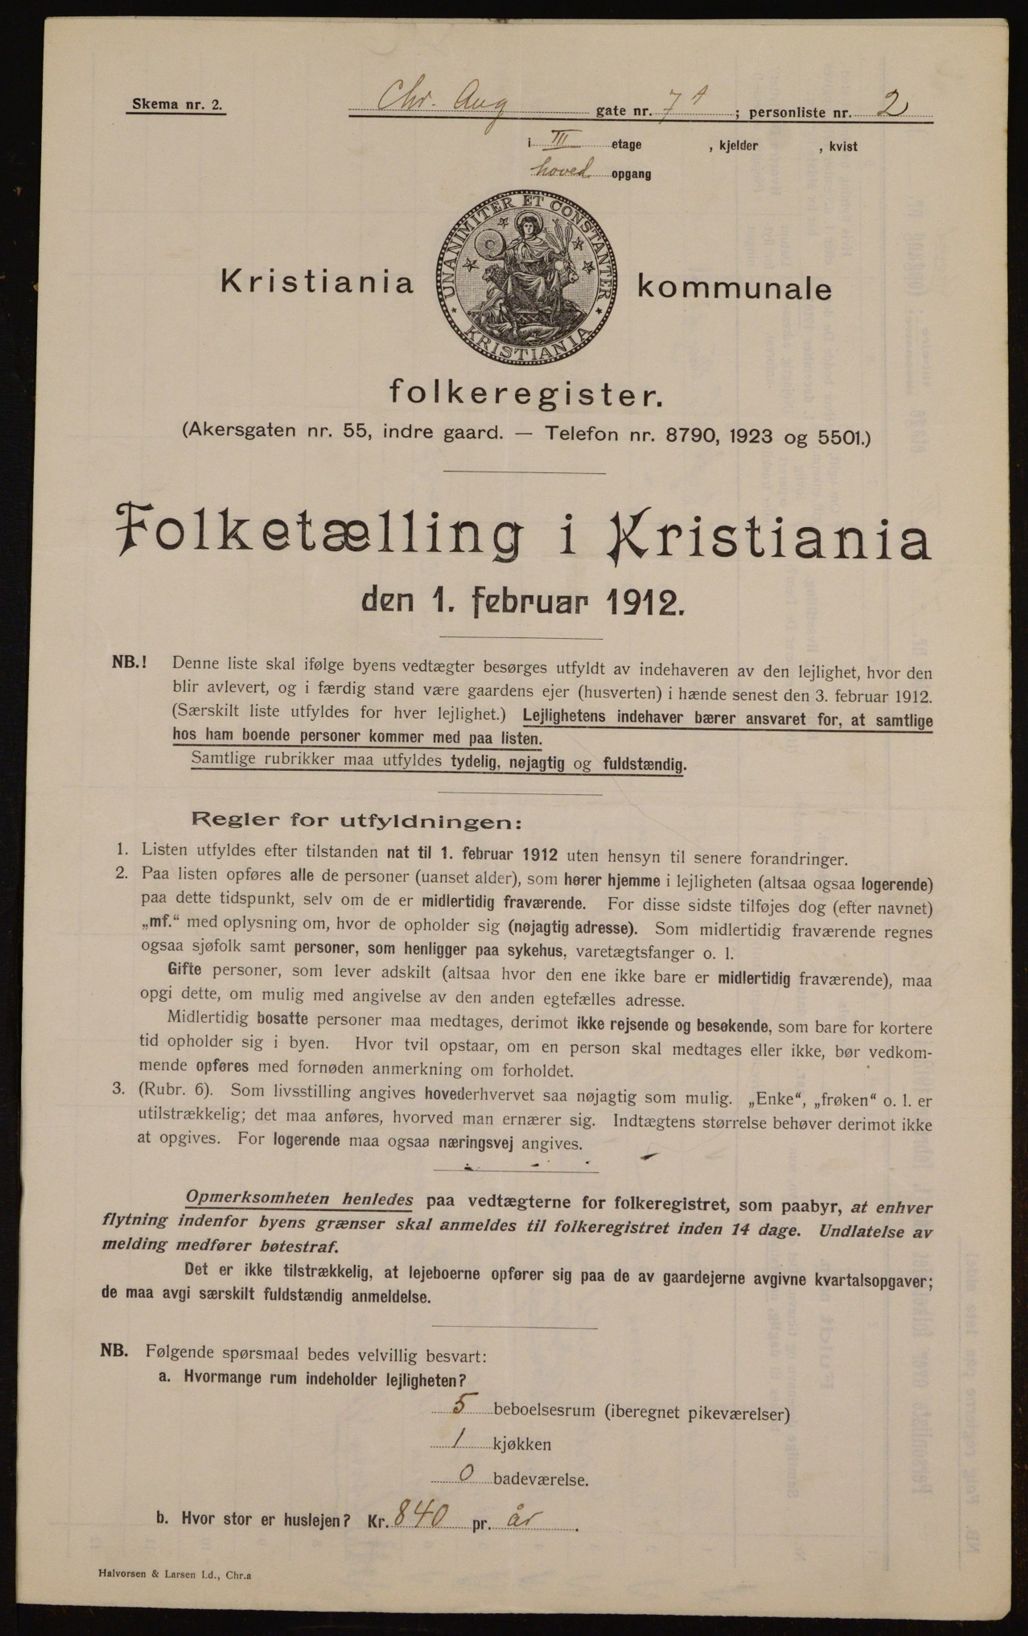 Skema nr. 2.
Chr. Aug gate nr. 7A ; personliste nr. 2
i III etage , kjelder , kvist
hoved opgang
UNANIMITER ET CONSTANTER
KRISTIANIA
Kristiania kommunale
folkeregister.
(Akersgaten nr. 55, indre gaard. — Telefon nr. 8790, 1923 og 5501.)
Folketælling i Kristiania
den 1. februar 1912.
NB.! Denne liste skal ifølge byens vedtægter besørges utfyldt av indehaveren av den lejlighet, hvor den
blir avlevert, og i færdig stand være gaardens ejer (husverten) i hænde senest den 3. februar 1912.
(Særskilt liste utfyldes for hver lejlighet.) Lejlighetens indehaver bærer ansvaret for, at samtlige
hos ham boende personer kommer med paa listen.
Samtlige rubrikker maa utfyldes tydelig, nøjagtig og fuldstændig.
Regler for utfyldningen:
1. Listen utfyldes efter tilstanden nat til 1. februar 1912 uten hensyn til senere forandringer.
2. Paa listen opføres alle de personer (uanset alder), som hører hjemme i lejligheten (altsaa ogsaa logerende)
paa dette tidspunkt, selv om de er midlertidig fraværende. For disse sidste tilføjes dog (efter navnet)
„mf.“ med oplysning om, hvor de opholder sig (nøjagtig adresse). Som midlertidig fraværende regnes
ogsaa sjøfolk samt personer, som henligger paa sykehus, varetægtsfanger o. l.
Gifte personer, som lever adskilt (altsaa hvor den ene ikke bare er midlertidig fraværende), maa
opgi dette, om mulig med angivelse av den anden egtefælles adresse.
Midlertidig bosatte personer maa medtages, derimot ikke rejsende og besøkende, som bare for kortere
tid opholder sig i byen. Hvor tvil opstaar, om en person skal medtages eller ikke, bør vedkom-
mende opføres med fornøden anmerkning om forholdet.
3. (Rubr. 6). Som livsstilling angives hovederhvervet saa nøjagtig som mulig. „Enke“, „frøken“ o. l. er
utilstrækkelig; det maa anføres, hvorved man ernærer sig. Indtægtens størrelse behøver derimot ikke
at opgives. For logerende maa ogsaa næringsvej angives.
Opmerksomheten henledes paa vedtægterne for folkeregistret, som paabyr, at enhver
flytning indenfor byens grænser skal anmeldes til folkeregistret inden 14 dage. Undlatelse av
melding medfører bøtestraf.
Det er ikke tilstrækkelig, at lejeboerne opfører sig paa de av gaardejerne avgivne kvartalsopgaver;
de maa avgi særskilt fuldstændig anmeldelse.
NB. Følgende spørsmaal bedes velvillig besvart:
a. Hvormange rum indeholder lejligheten?
5 beboelsesrum (iberegnet pikeværelser)
1 kjøkken
0 badeværelse.
b. Hvor stor er huslejen? Kr. 840 pr. år.
Halvorsen & Larsen Ld., Chr.a